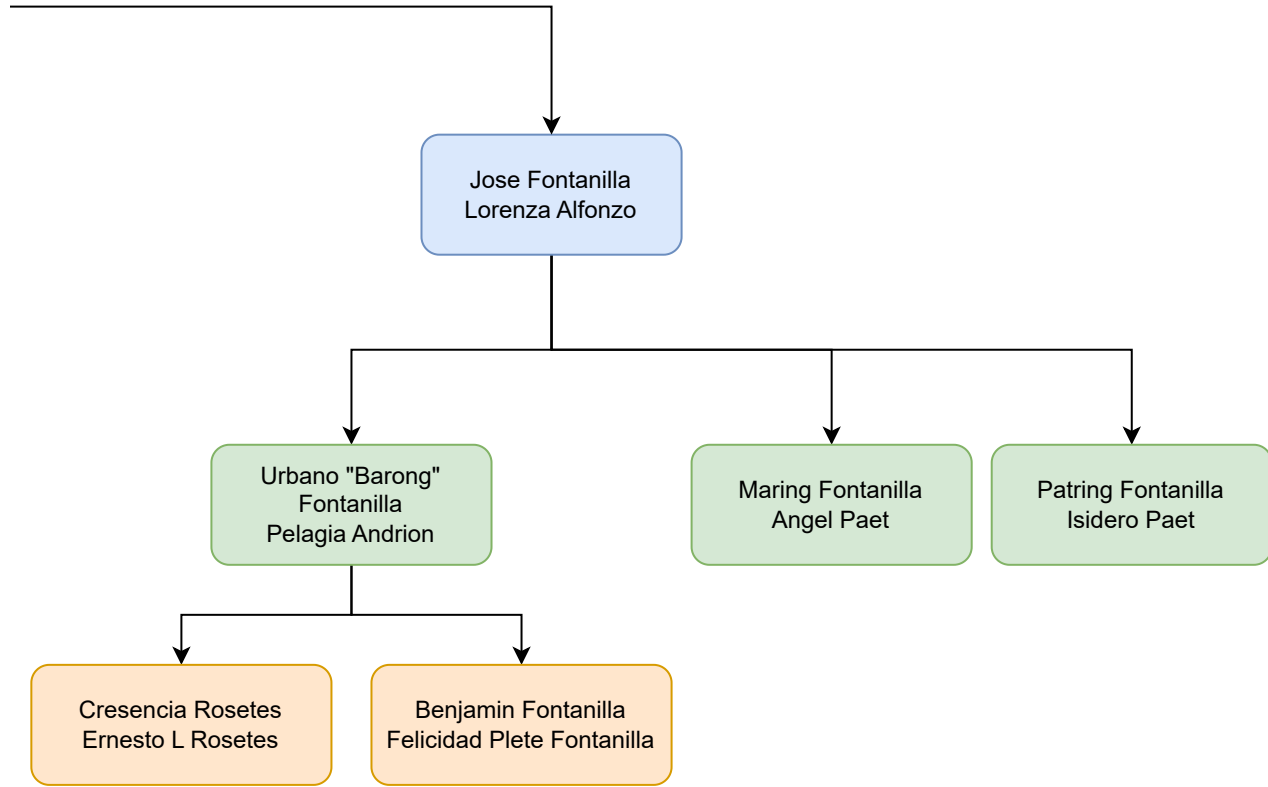 Jose Fontanilla
Lorenza Alfonzo
Urbano "Barong"
Fontanilla
Pelagia Andrion
Maring Fontanilla
Angel Paet
Patring Fontanilla
Isidero Paet
Cresencia Rosetes
Ernesto L Rosetes
Benjamin Fontanilla
Felicidad Plete Fontanilla